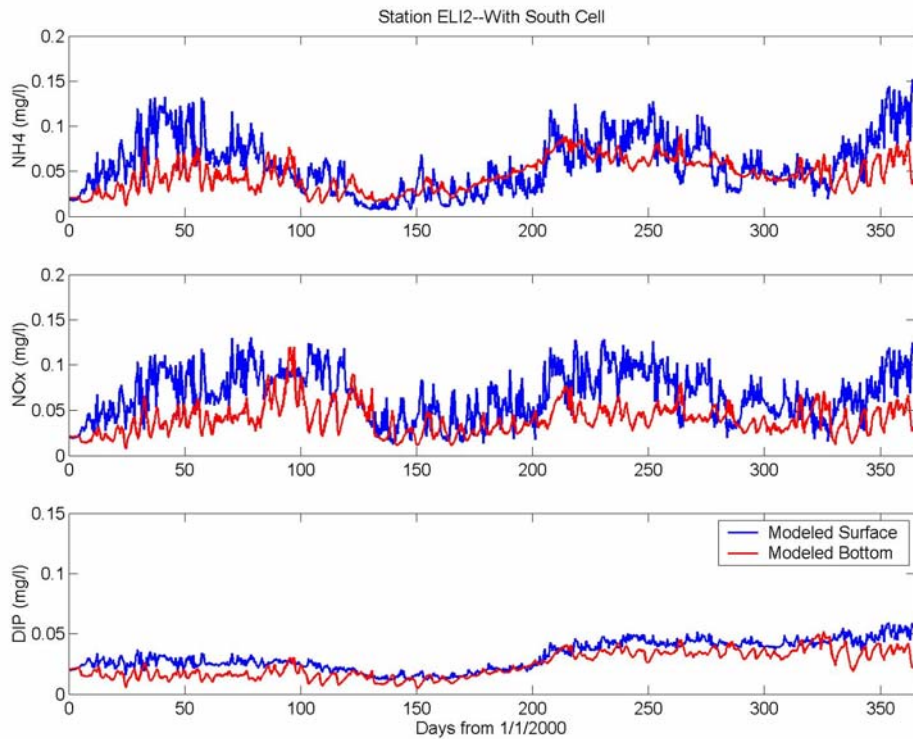 Station ELI2--With South Cell
0.2
0.15
0.1
0.05
0
NH4 (mg/l)
0 50 100 150 200 250 300 350
0.2
0.15
0.1
0.05
0
NOx (mg/l)
0 50 100 150 200 250 300 350
0.15
0.1
0.05
0
DIP (mg/l)
Modeled Surface
Modeled Bottom
0 50 100 150 200 250 300 350
Days from 1/1/2000